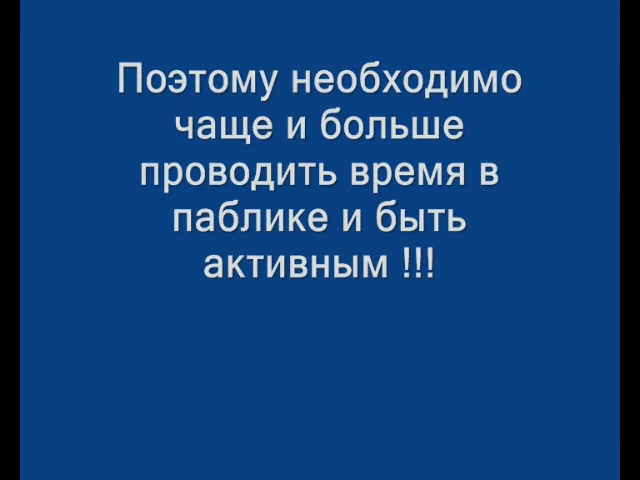 Поэтому необходимо
чаще и больше
проводить время в
паблике и быть
активным !!!